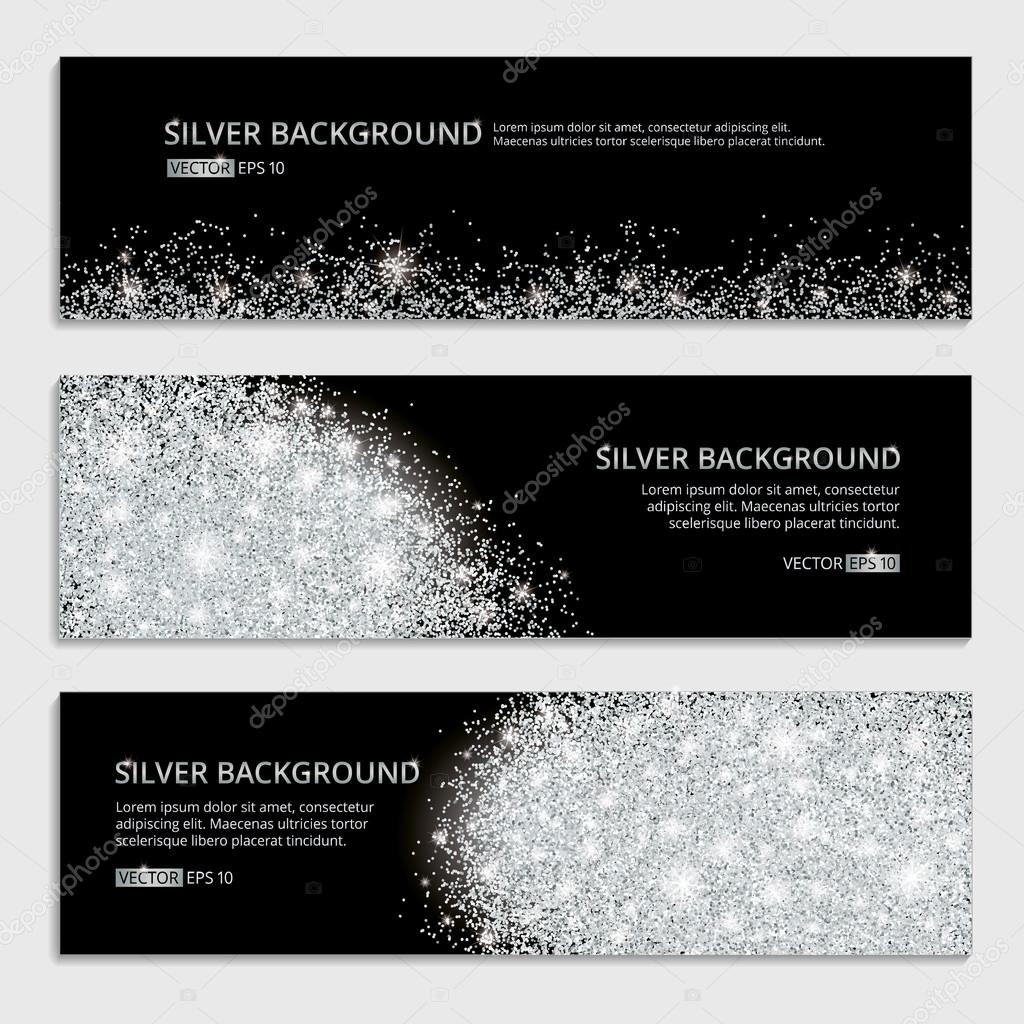 SILVER BACKGROUND
Lorem ipsum dolor sit amet, consectetur adipiscing elit.
Maecenas ultricies tortor scelerisque libero placerat tincidunt.
VECTOR EPS 10
SILVER BACKGROUND
Lorem ipsum dolor sit amet, consectetur
adipiscing elit. Maecenas ultricies tortor
scelerisque libero placerat tincidunt.
VECTOR EPS 10
SILVER BACKGROUND
Lorem ipsum dolor sit amet, consectetur
adipiscing elit. Maecenas ultricies tortor
scelerisque libero placerat tincidunt.
VECTOR EPS 10
depositphotos
depositphotos
depositphotos
depositphotos
depositphotos
depositphotos